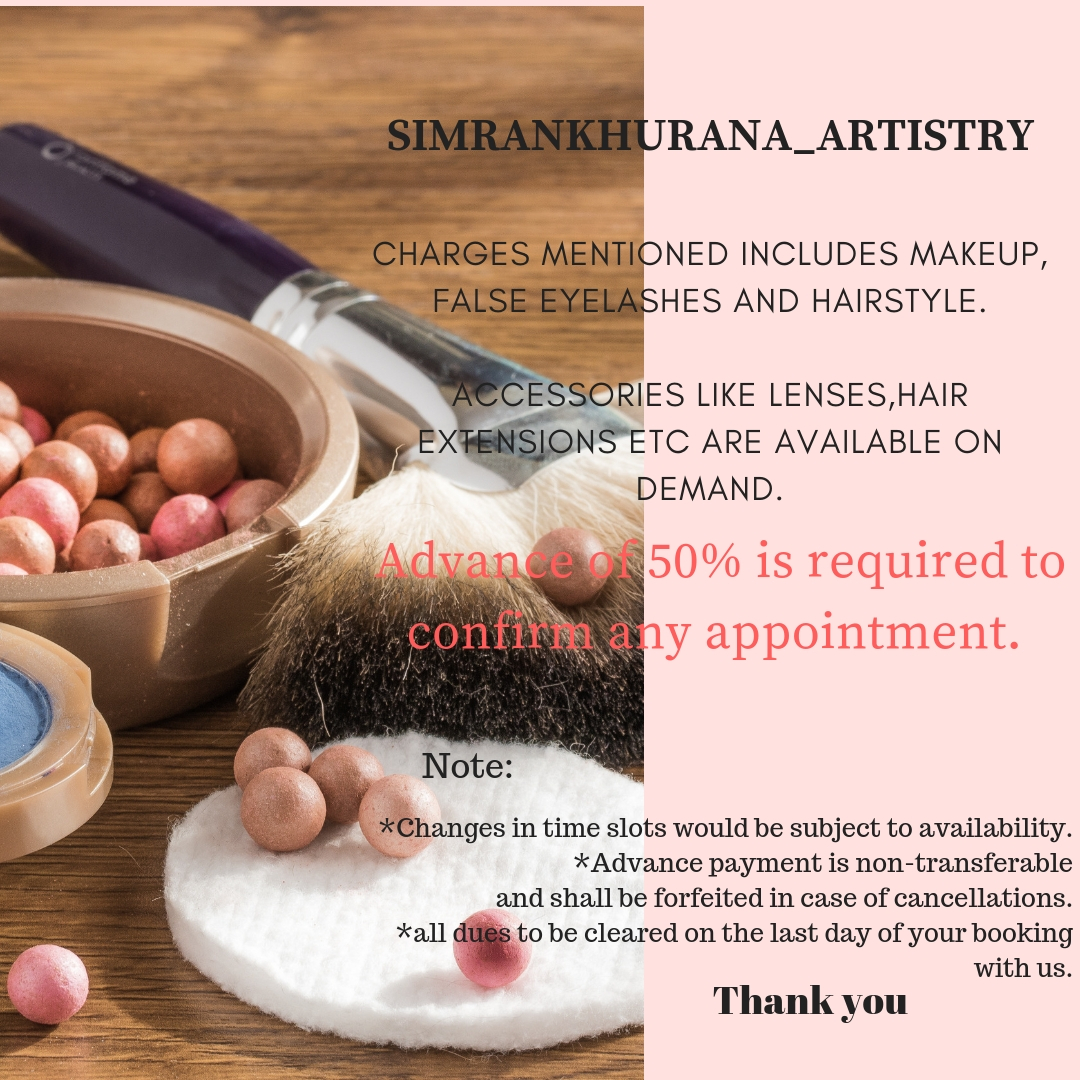 SIMRANKHURANA_ARTISTRY
CHARGES MENTIONED INCLUDES MAKEUP,
FALSE EYELASHES AND HAIRSTYLE.
ACCESSORIES LIKE LENSES,HAIR
EXTENSIONS ETC ARE AVAILABLE ON
DEMAND.
Advance of 50% is required to
confirm any appointment.
Note:
*Changes in time slots would be subject to availability.
*Advance payment is non-transferable
and shall be forfeited in case of cancellations.
*all dues to be cleared on the last day of your booking
with us.
Thank you